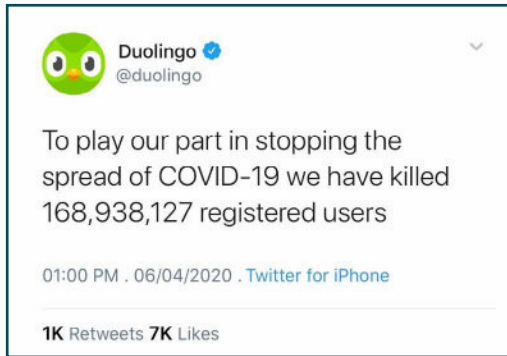 Duolingo
@duolingo
To play our part in stopping the
spread of COVID-19 we have killed
168,938,127 registered users
01:00 PM . 06/04/2020 . Twitter for iPhone
1K Retweets 7K Likes